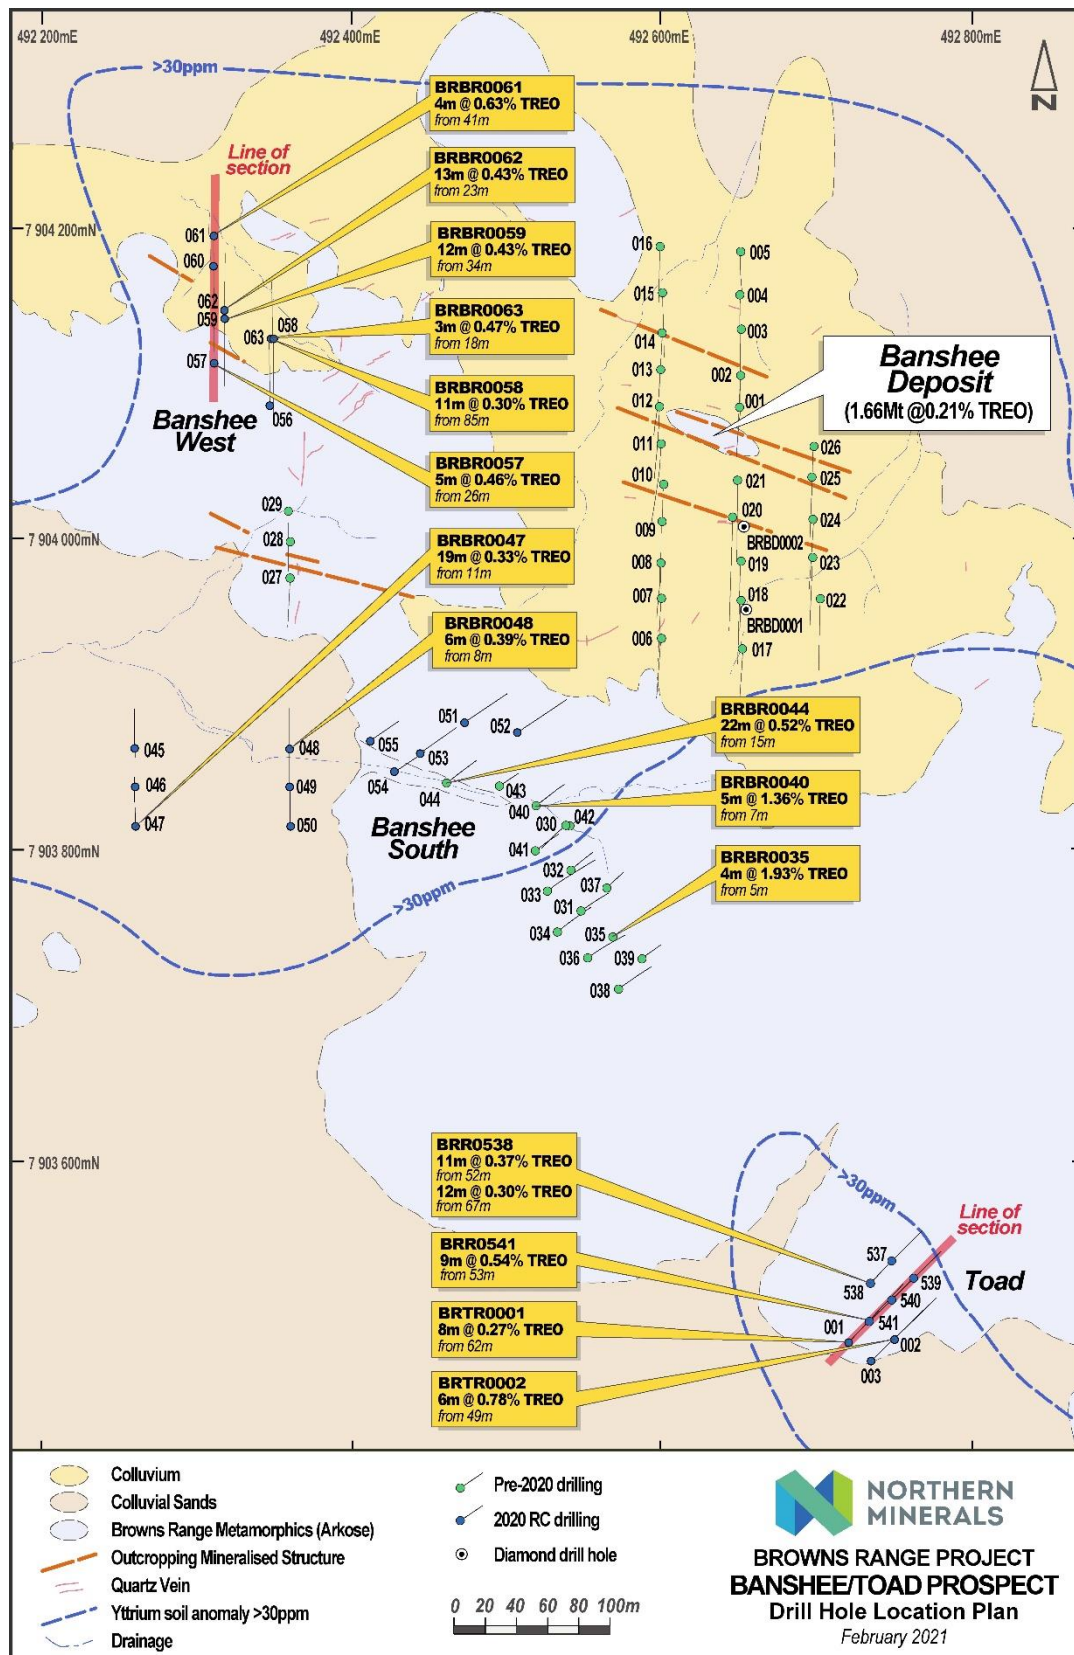 492 200mE
492 400mE
492 600mE
492 800mE
>30ppm
N
BRBR0061
4m @ 0.63% TREO
from 41m
Line of
section
BRBR0062
13m @ 0.43% TREO
from 23m
7 904 200mN
061
060
062
059
BRBR0059
12m @ 0.43% TREO
from 34m
016
005
015
004
014
003
013
002
012
001
011
026
010
025
021
020
024
009
BRBD0002
008
019
023
007
018
022
BRBD0001
006
017
BRBR0063
3m @ 0.47% TREO
from 18m
063
058
057
Banshee
Deposit
(1.66Mt @0.21% TREO)
BRBR0058
11m @ 0.30% TREO
from 85m
Banshee
West
056
BRBR0057
5m @ 0.46% TREO
from 26m
029
028
027
7 904 000mN
BRBR0047
19m @ 0.33% TREO
from 11m
BRBR0048
6m @ 0.39% TREO
from 8m
051
052
055
053
054
044
043
045
048
046
049
047
050
BRBR0044
22m @ 0.52% TREO
from 15m
BRBR0040
5m @ 1.36% TREO
from 7m
Banshee
South
040
030
042
041
7 903 800mN
BRBR0035
4m @ 1.93% TREO
from 5m
>30ppm
>30ppm
032
033
037
031
034
035
036
039
038
7 903 600mN
BRR0538
11m @ 0.37% TREO
from 52m
12m @ 0.30% TREO
from 67m
>30ppm
Line of
section
BRR0541
9m @ 0.54% TREO
from 53m
537
538
539
540
541
Toad
BRTR0001
8m @ 0.27% TREO
from 62m
001
002
003
BRTR0002
6m @ 0.78% TREO
from 49m
Colluvium
Colluvial Sands
Browns Range Metamorphics (Arkose)
Outcropping Mineralised Structure
Quartz Vein
Yttrium soil anomaly >30ppm
Drainage
Pre-2020 drilling
2020 RC drilling
Diamond drill hole
0 20 40 60 80 100m
NORTHERN
MINERALS
BROWNS RANGE PROJECT
BANSHEE/TOAD PROSPECT
Drill Hole Location Plan
February 2021